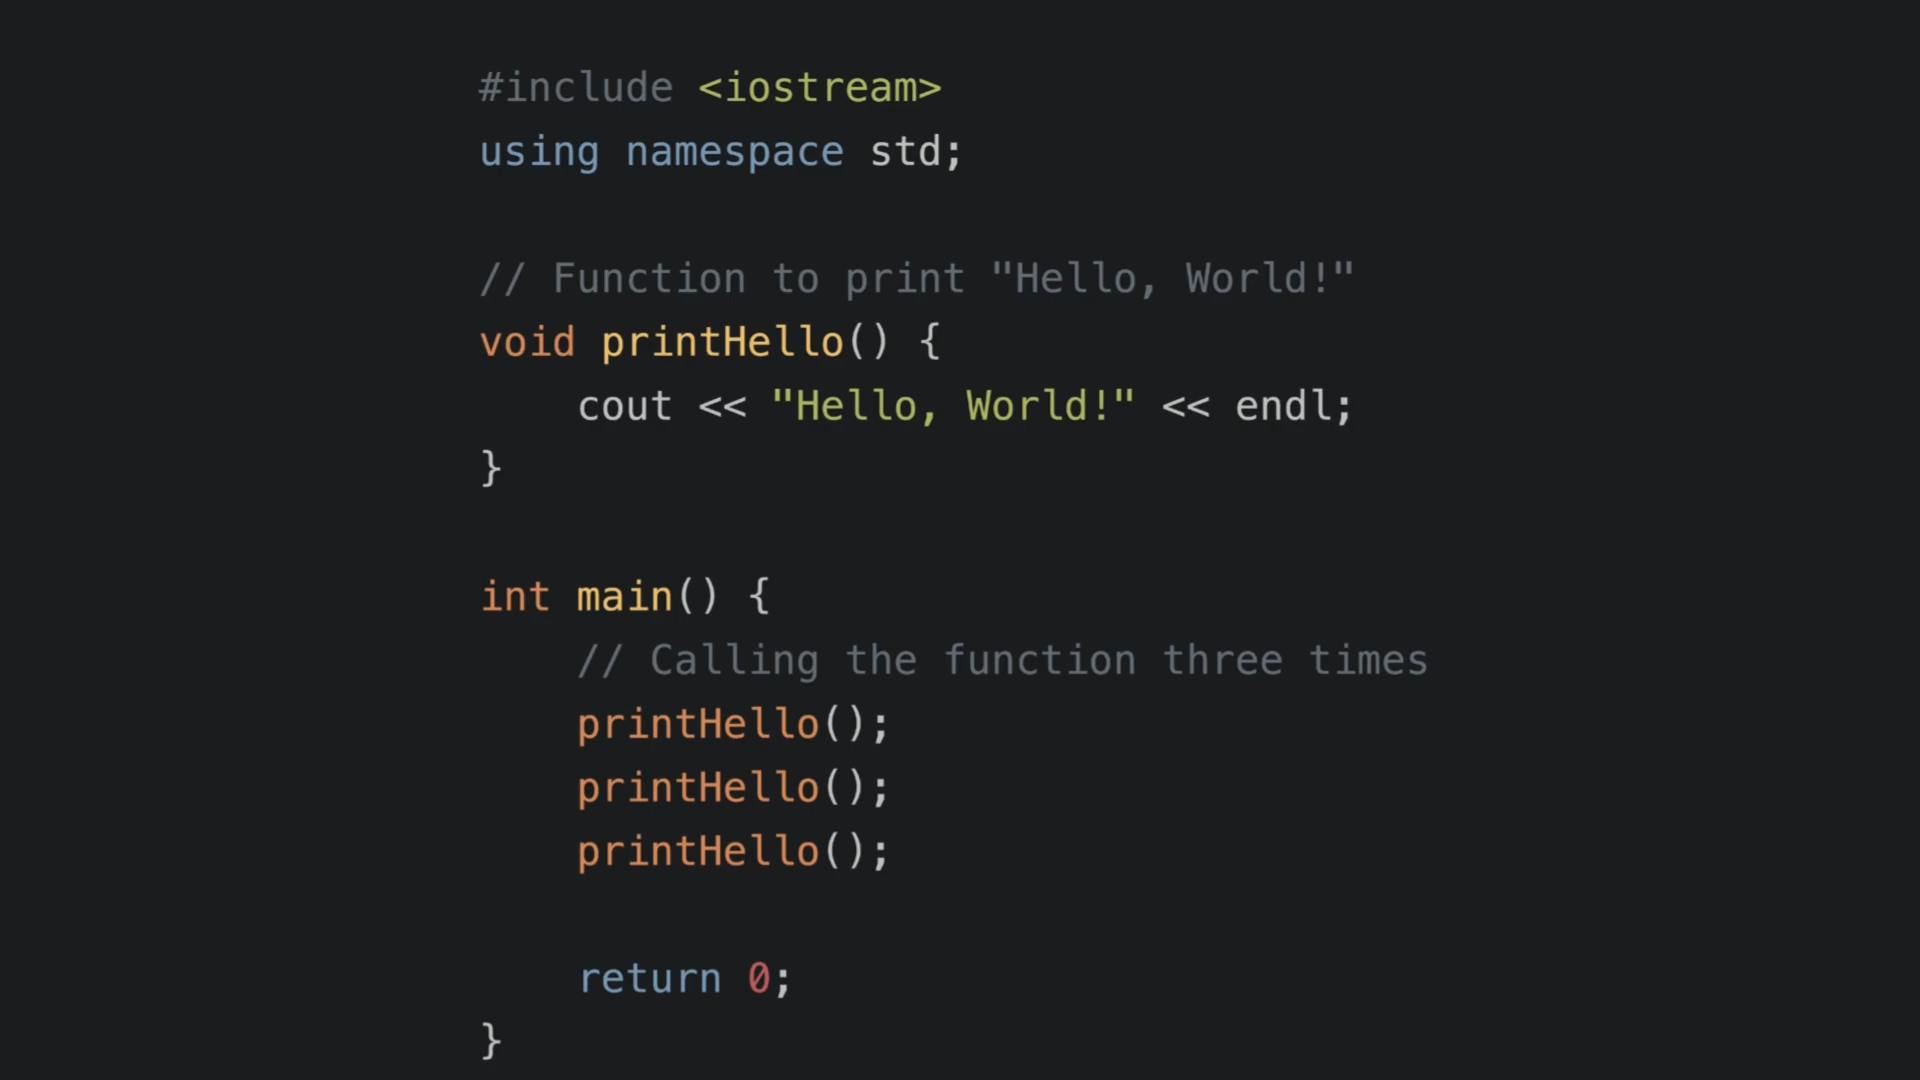 #include <iostream>
using namespace std;
// Function to print "Hello, World!"
void printHello() {
cout << "Hello, World!" << endl;
}
int main() {
// Calling the function three times
printHello();
printHello();
printHello();
return 0;
}